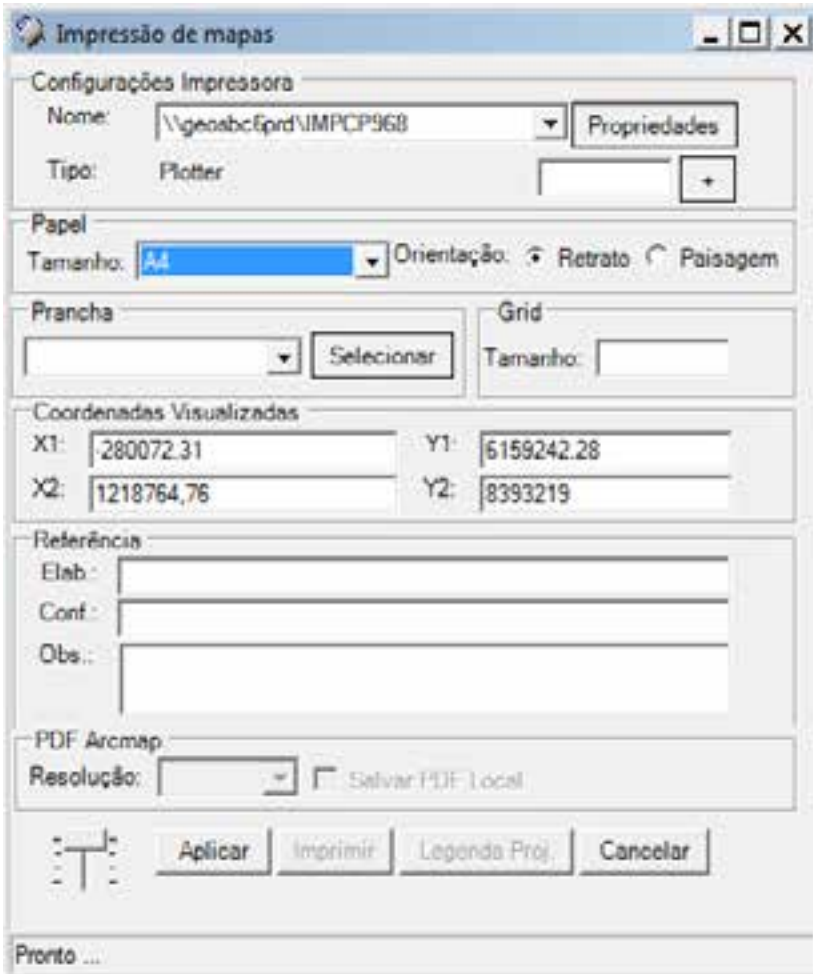 Impressão de mapas
Configurações Impressora
Nome: \\geosbc6prd\IMPCP968 Propriedades
Tipo: Plotter +
Papel
Tamanho: A4 Orientação: Retrato Paisagem
Prancha Grid
Selecionar Tamanho:
Coordenadas Visualizadas
X1: -280072.31 Y1: 6159242.28
X2: 1218764,76 Y2: 8393219
Referência
Elab.:
Conf.:
Obs.:
PDF Arcmap
Resolução: Salvar PDF Local
Aplicar Imprimir Legenda Proj. Cancelar
Pronto ...